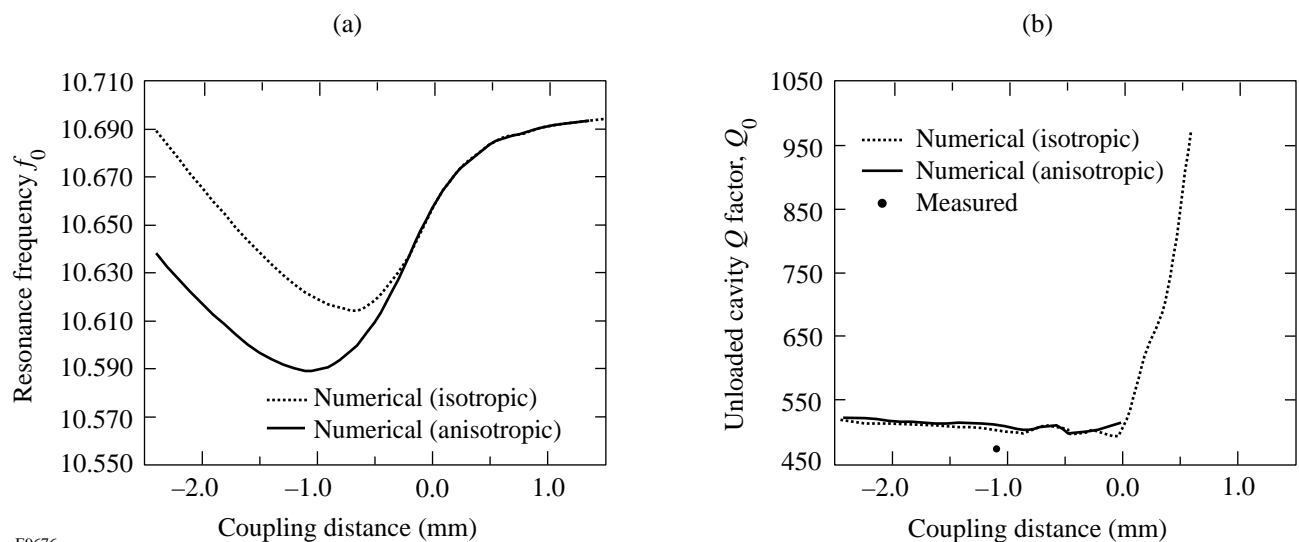 (a)
10.710
10.690
10.670
10.650
10.630
10.610
10.590
10.570
10.550
Resonance frequency f0
Numerical (isotropic)
Numerical (anisotropic)
–2.0
–1.0
0.0
1.0
Coupling distance (mm)
(b)
1050
950
850
750
650
550
450
Unloaded cavity Q factor, Q0
Numerical (isotropic)
Numerical (anisotropic)
Measured
–2.0
–1.0
0.0
1.0
Coupling distance (mm)